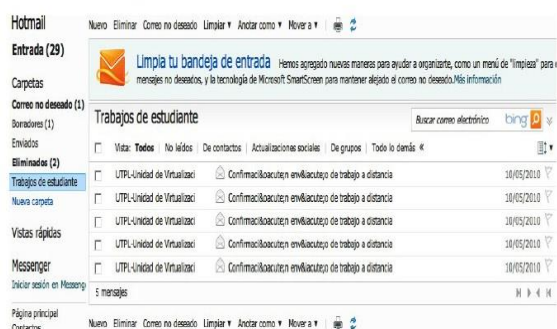 Hotmail
Nuevo Eliminar Correo no deseado Limpiar Anotar como Mover a
Entrada (29)
Limpia tu bandeja de entrada Hemos agregado nuevas maneras para ayudar a organizarte, como un menú de "limpieza" para
mensajes no deseados, y la tecnología de Microsoft SmartScreen para mantener alejado el correo no deseado.Más información
Carpetas
Correo no deseado (1)
Borradores (1)
Enviados
Eliminados (2)
Trabajos de estudiante
Nueva carpeta
Vistas rápidas
Messenger
Iniciar sesión en Messeng
Página principal
Contactos
Trabajos de estudiante
Buscar correo electrónico bing
Vista: Todos No leídos De contactos Actualizaciones sociales De grupos Todo lo demás «
UTPL-Unidad de Virtualizaci Confirmaci&oacute;n env&iacute;o de trabajo a distancia 10/05/2010
UTPL-Unidad de Virtualizaci Confirmaci&oacute;n env&iacute;o de trabajo a distancia 10/05/2010
UTPL-Unidad de Virtualizaci Confirmaci&oacute;n env&iacute;o de trabajo a distancia 10/05/2010
UTPL-Unidad de Virtualizaci Confirmaci&oacute;n env&iacute;o de trabajo a distancia 10/05/2010
UTPL-Unidad de Virtualizaci Confirmaci&oacute;n env&iacute;o de trabajo a distancia 10/05/2010
5 mensajes
Nuevo Eliminar Correo no deseado Limpiar Anotar como Mover a